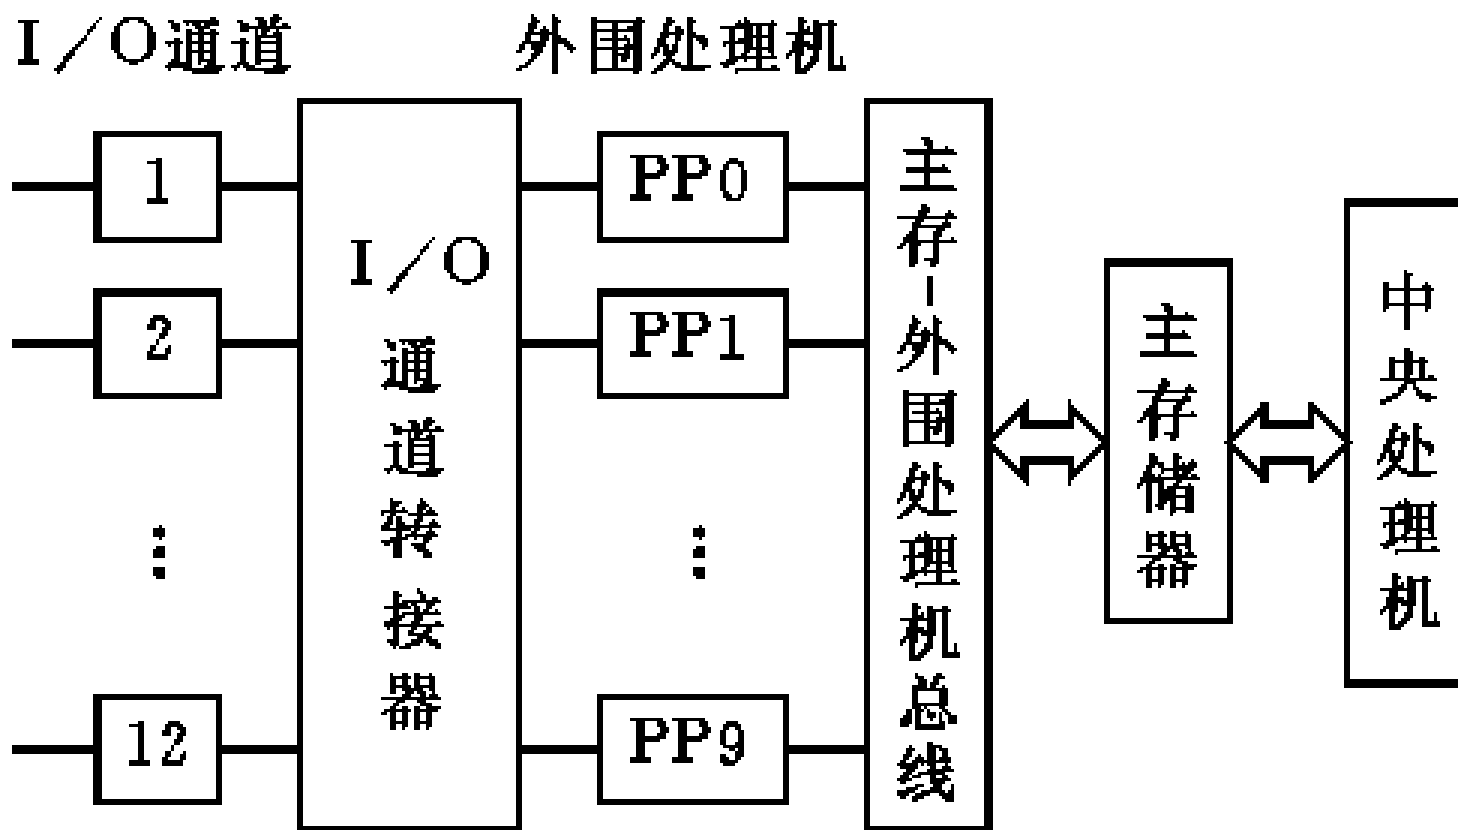 I/O通道
外围处理机
1
2
⋮
12
I/O
通道转接器
PP0
PP1
⋮
PP9
主存-外围处理机总线
主存储器
中央处理机